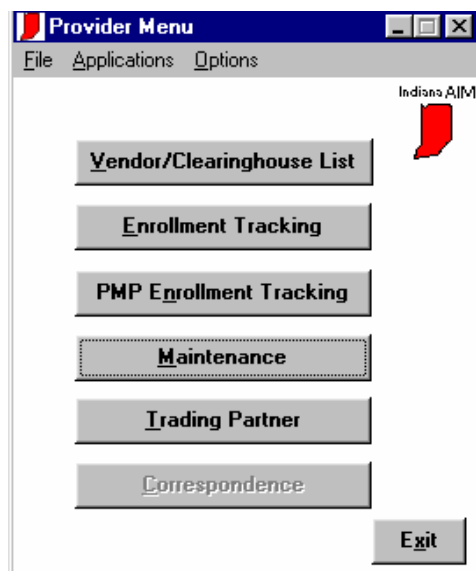 Provider Menu
File Applications Options
Indiana AIM
Vendor/Clearinghouse List
Enrollment Tracking
PMP Enrollment Tracking
Maintenance
Trading Partner
Correspondence
Exit